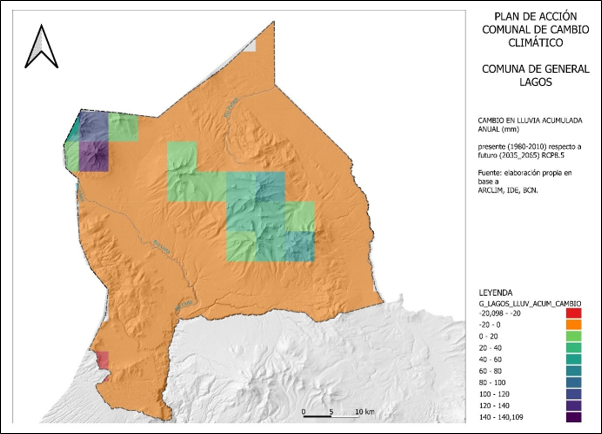 PLAN DE ACCIÓN
COMUNAL DE CAMBIO
CLIMÁTICO
COMUNA DE GENERAL
LAGOS
CAMBIO EN LLUVIA ACUMULADA
ANUAL (mm)
presente (1980-2010) respecto a
futuro (2035_2065) RCP8.5
Fuente: elaboración propia en
base a
ARCLIM, IDE, BCN.
LEYENDA
G_LAGOS_LLUV_ACUM_CAMBIO
-20,098 - -20
-20 - 0
0 - 20
20 - 40
40 - 60
60 - 80
80 - 100
100 - 120
120 - 140
140 - 140,109
0 5 10 km